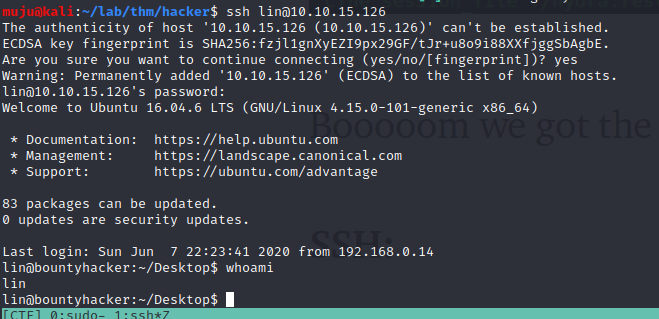 muju@kali:~/lab/thm/hacker$ ssh lin@10.10.15.126
The authenticity of host '10.10.15.126 (10.10.15.126)' can't be established.
ECDSA key fingerprint is SHA256:fzjl1gnXyEZI9px29GF/tJr+u8o9i88XXfjggSbAgbE.
Are you sure you want to continue connecting (yes/no/[fingerprint])? yes
Warning: Permanently added '10.10.15.126' (ECDSA) to the list of known hosts.
lin@10.10.15.126's password:
Welcome to Ubuntu 16.04.6 LTS (GNU/Linux 4.15.0-101-generic x86_64)
Booooom we got the
* Documentation: https://help.ubuntu.com
* Management: https://landscape.canonical.com
* Support: https://ubuntu.com/advantage
83 packages can be updated.
0 updates are security updates.
SSH:
Last login: Sun Jun 7 22:23:41 2020 from 192.168.0.14
lin@bountyhacker:~/Desktop$ whoami
lin
lin@bountyhacker:~/Desktop$
[CTF] 0:sudo- 1:ssh*Z